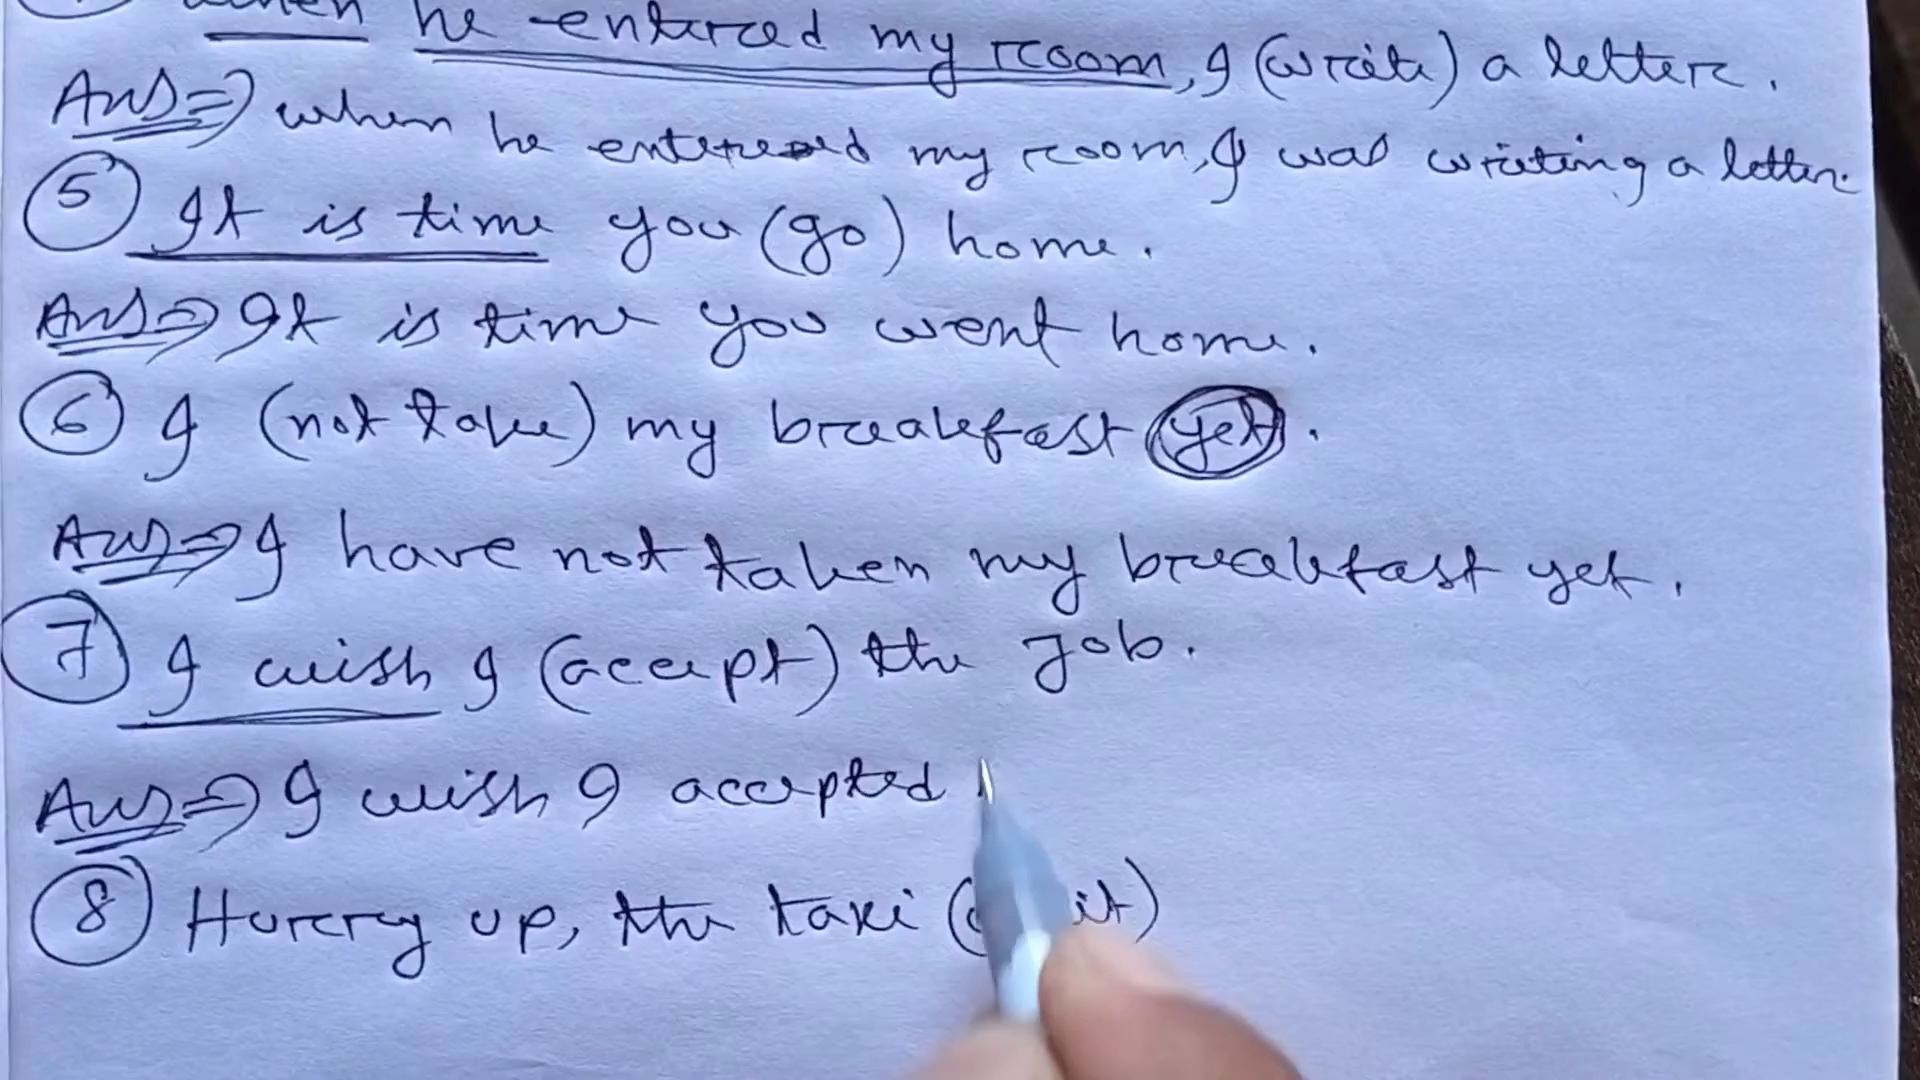 when he entered my room, I (write) a letter.
Ans⇒ when he entered my room, I was writing a letter.
5 It is time you (go) home.
Ans⇒ It is time you went home.
6 I (not take) my breakfast yet.
Ans⇒ I have not taken my breakfast yet.
7 I wish I (accept) the job.
Ans⇒ I wish I accepted
8 Hurry up, the taxi